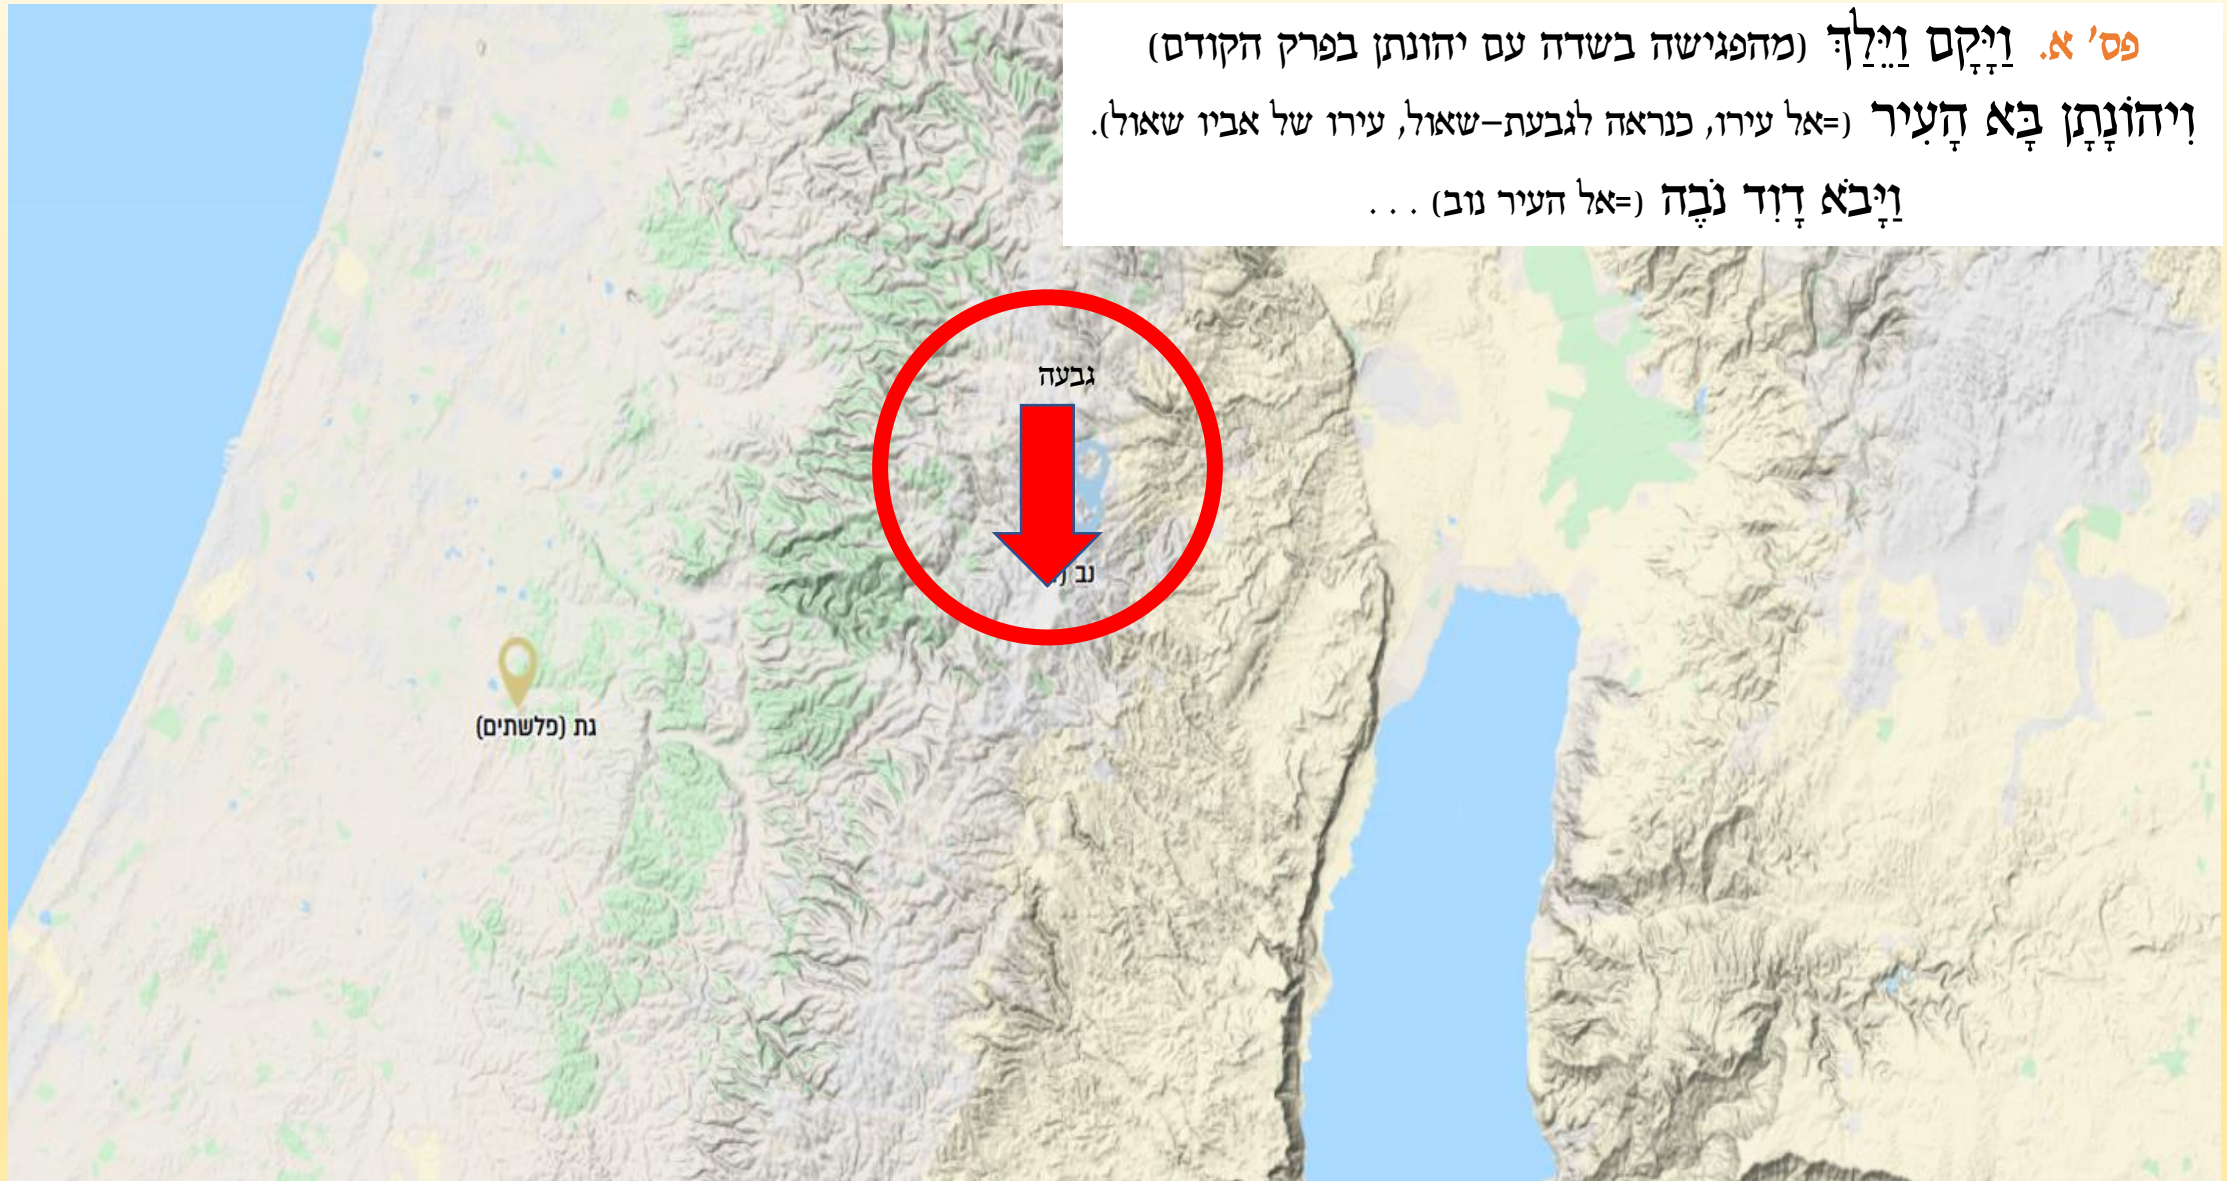 פס' א. וַיָּקָם וַיֵּלַךְ (מהפגישה בשדה עם יהונתן בפרק הקודם)
וִיהוֹנָתָן בָּא הָעִיר (=אל עירו, כנראה לגבעת–שאול, עירו של אביו שאול).
וַיָּבֹא דָוִד נֹבֶה (=אל העיר נוב) . . .
גבעה
נב
גת (פלשתים)